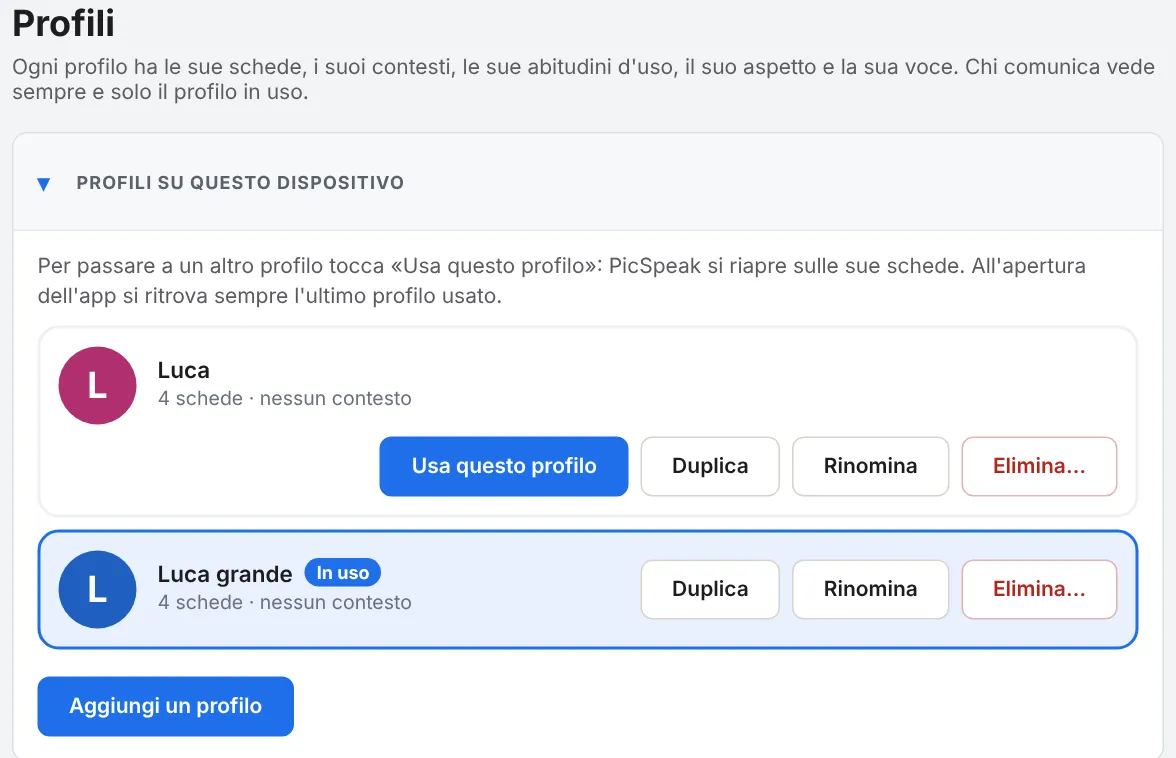 Profili
Ogni profilo ha le sue schede, i suoi contesti, le sue abitudini d'uso, il suo aspetto e la sua voce. Chi comunica vede
sempre e solo il profilo in uso.
▼ PROFILI SU QUESTO DISPOSITIVO
Per passare a un altro profilo tocca «Usa questo profilo»: PicSpeak si riapre sulle sue schede. All'apertura
dell'app si ritrova sempre l'ultimo profilo usato.
L
Luca
4 schede · nessun contesto
Usa questo profilo Duplica Rinomina Elimina...
L
Luca grande In uso
4 schede · nessun contesto
Duplica Rinomina Elimina...
Aggiungi un profilo